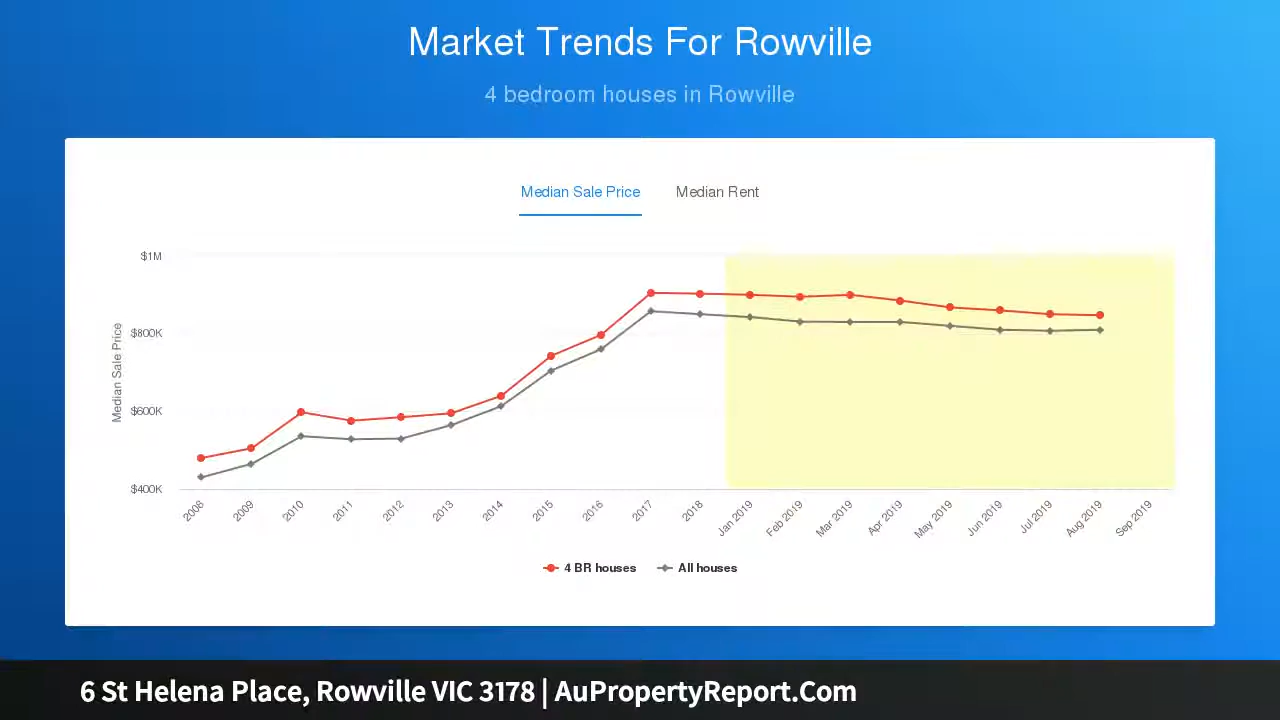 Market Trends For Rowville
4 bedroom houses in Rowville
Median Sale Price Median Rent
$1M
$800K
$600K
$400K
Median Sale Price
2008 2009 2010 2011 2012 2013 2014 2015 2016 2017 2018 Jan 2019 Feb 2019 Mar 2019 Apr 2019 May 2019 Jun 2019 Jul 2019 Aug 2019 Sep 2019
4 BR houses All houses
6 St Helena Place, Rowville VIC 3178 | AuPropertyReport.Com